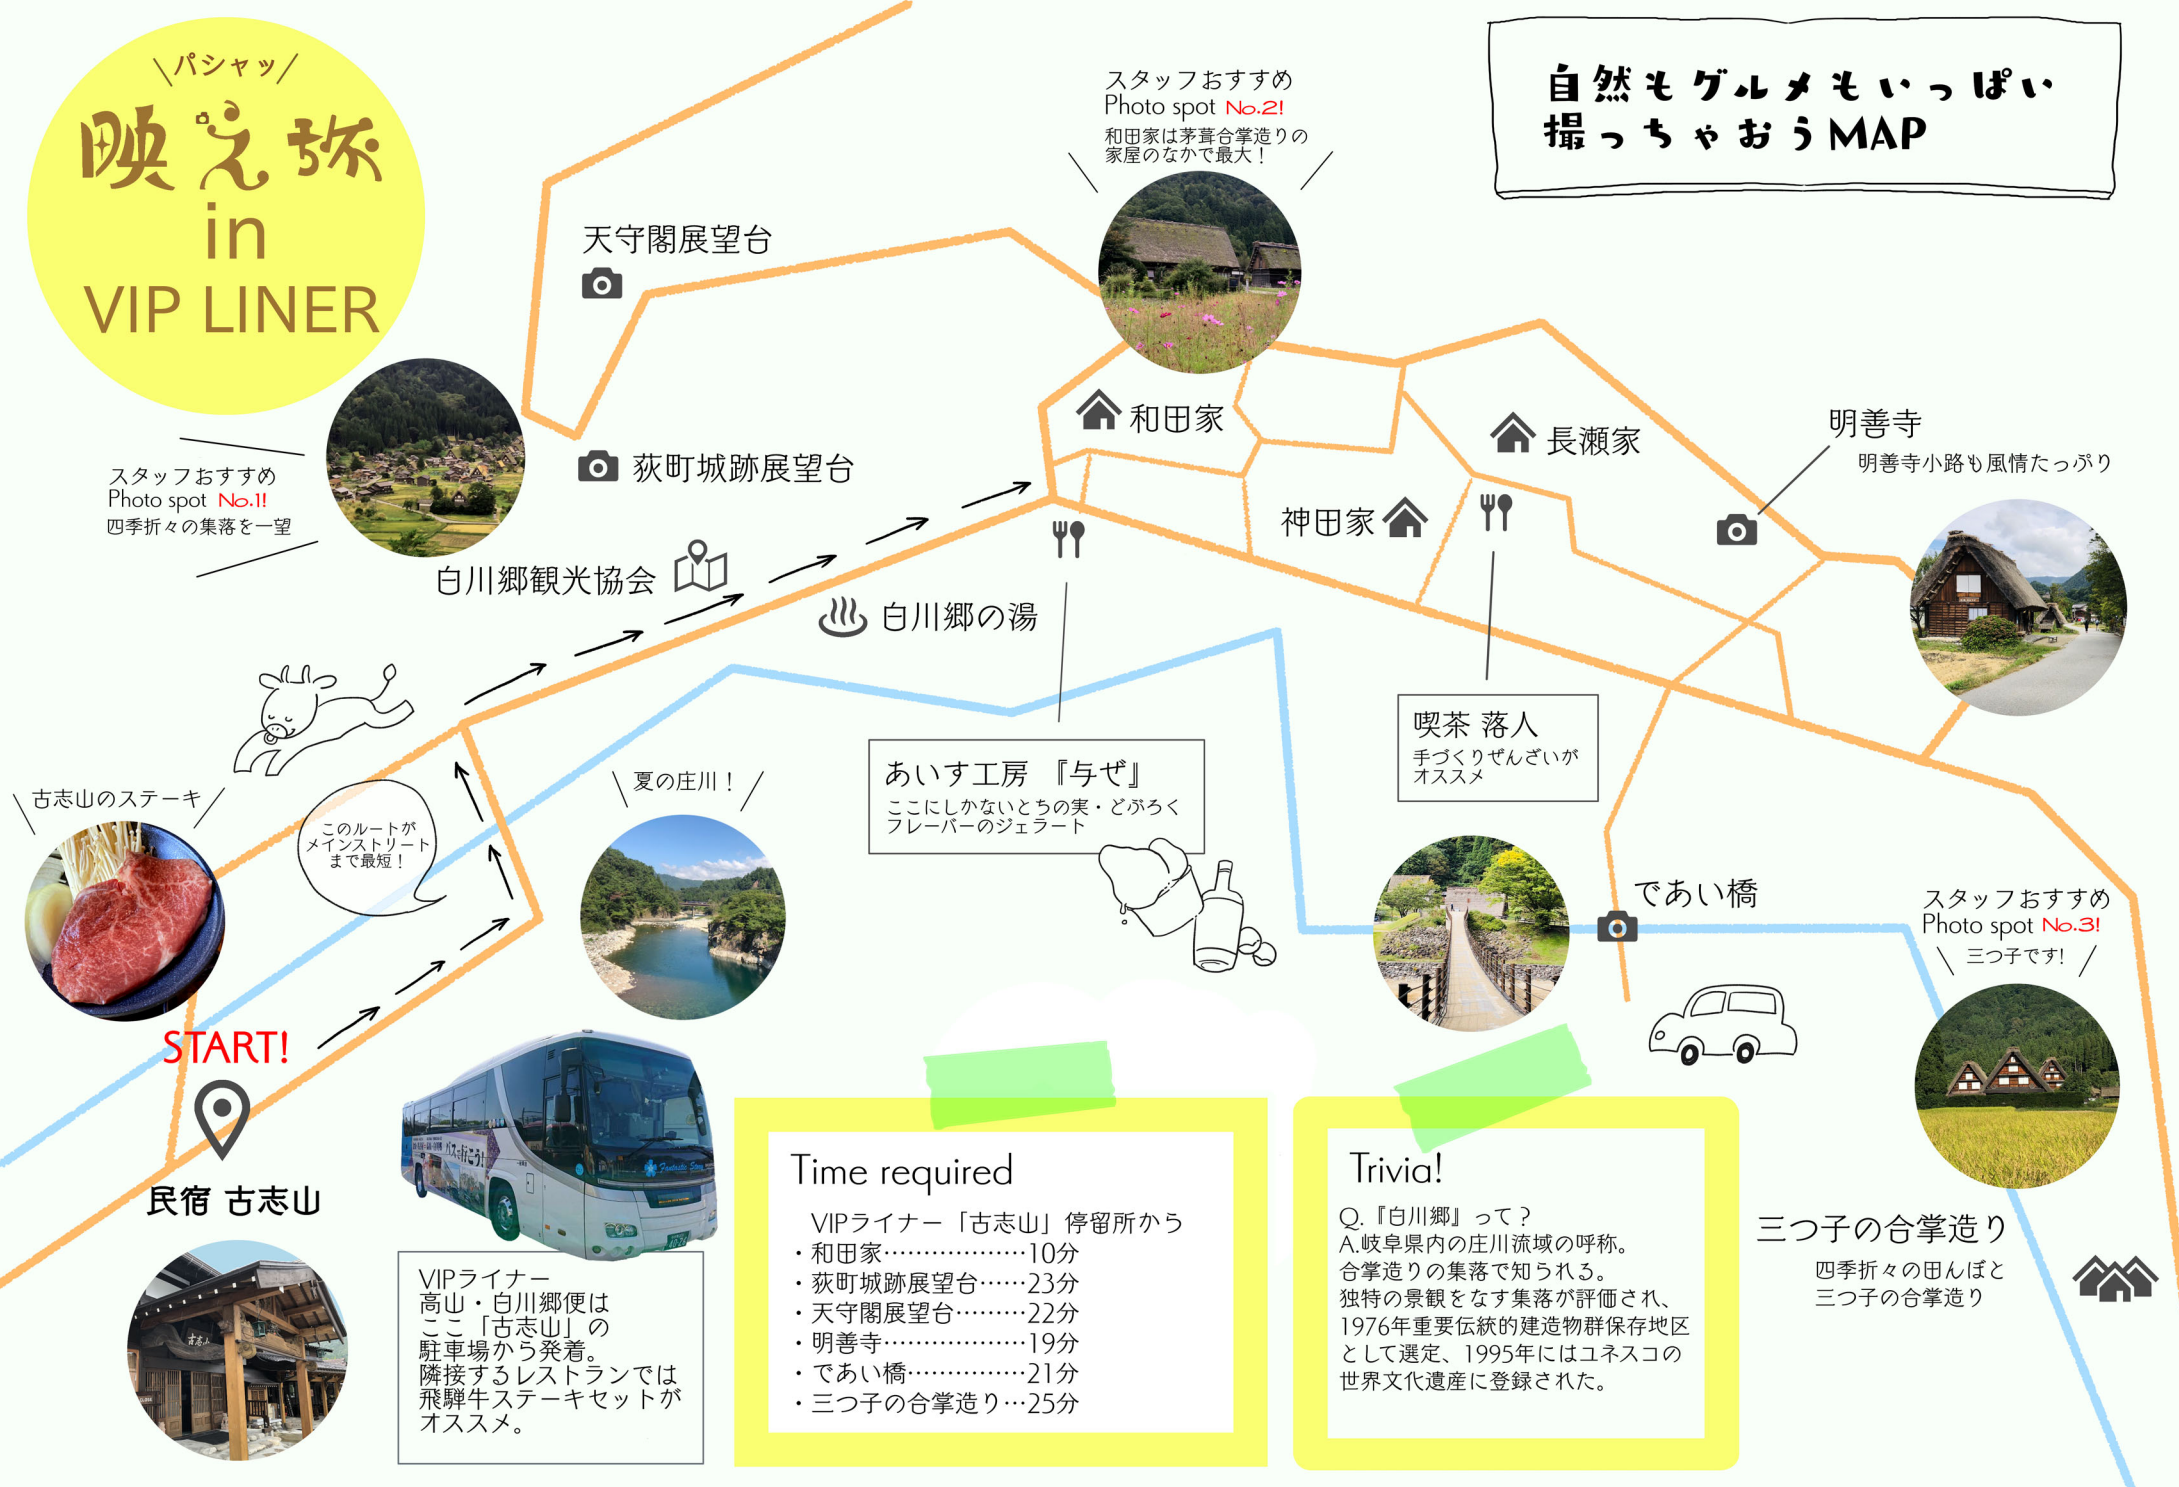 パシャッ
映え旅
in
VIP LINER
自然もグルメもいっぱい
撮っちゃおうMAP
スタッフおすすめ
Photo spot No.2!
和田家は茅葺合掌造りの
家屋のなかで最大！
天守閣展望台
スタッフおすすめ
Photo spot No.1!
四季折々の集落を一望
荻町城跡展望台
和田家
長瀬家
神田家
明善寺
明善寺小路も風情たっぷり
白川郷観光協会
白川郷の湯
あいす工房 『与ぜ』
ここにしかないとちの実・どぶろく
フレーバーのジェラート
喫茶 落人
手づくりぜんざいが
オススメ
古志山のステーキ
このルートが
メインストリート
まで最短！
夏の庄川！
であい橋
スタッフおすすめ
Photo spot No.3!
三つ子です!
START!
民宿 古志山
古志山
バスで行こう!
Fantastic Story
VIPライナー
高山・白川郷便は
ここ「古志山」の
駐車場から発着。
隣接するレストランでは
飛騨牛ステーキセットが
オススメ。
Time required
VIPライナー「古志山」停留所から
・和田家………………10分
・荻町城跡展望台……23分
・天守閣展望台………22分
・明善寺………………19分
・であい橋……………21分
・三つ子の合掌造り…25分
Trivia!
Q.『白川郷』って？
A.岐阜県内の庄川流域の呼称。
合掌造りの集落で知られる。
独特の景観をなす集落が評価され、
1976年重要伝統的建造物群保存地区
として選定、1995年にはユネスコの
世界文化遺産に登録された。
三つ子の合掌造り
四季折々の田んぼと
三つ子の合掌造り